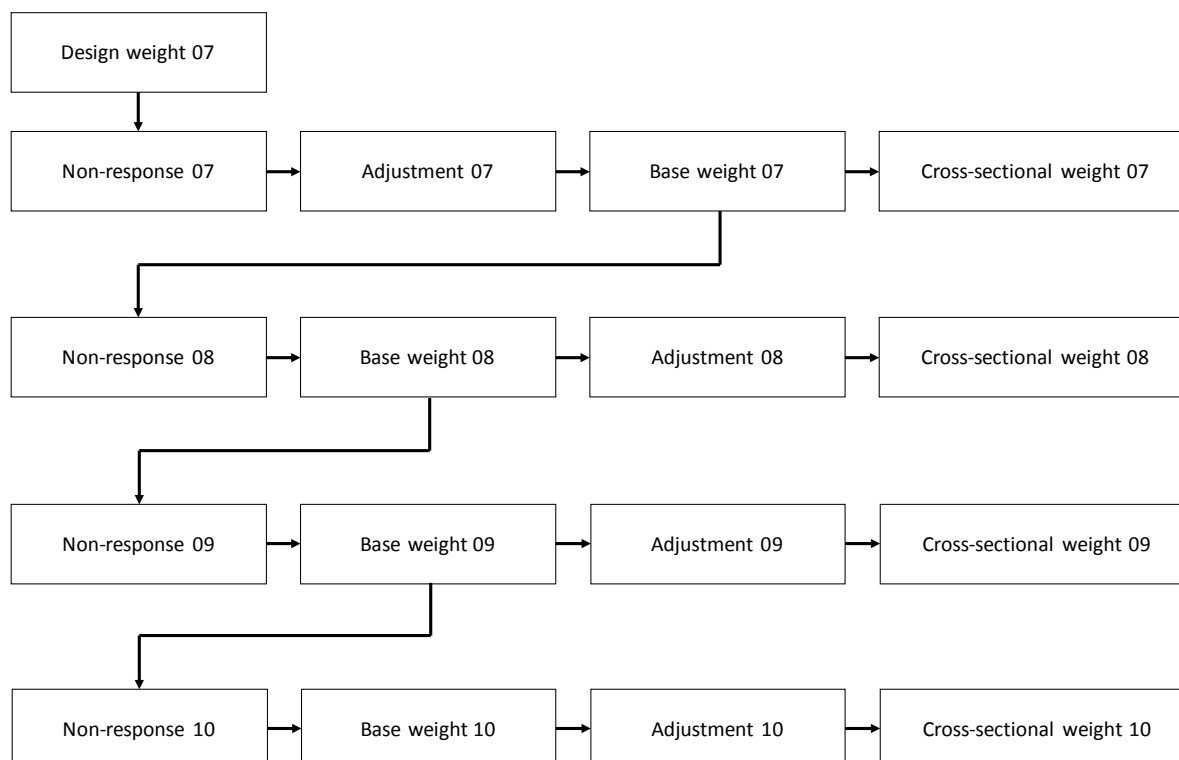 Design weight 07
Non-response 07
Adjustment 07
Base weight 07
Cross-sectional weight 07
Non-response 08
Base weight 08
Adjustment 08
Cross-sectional weight 08
Non-response 09
Base weight 09
Adjustment 09
Cross-sectional weight 09
Non-response 10
Base weight 10
Adjustment 10
Cross-sectional weight 10